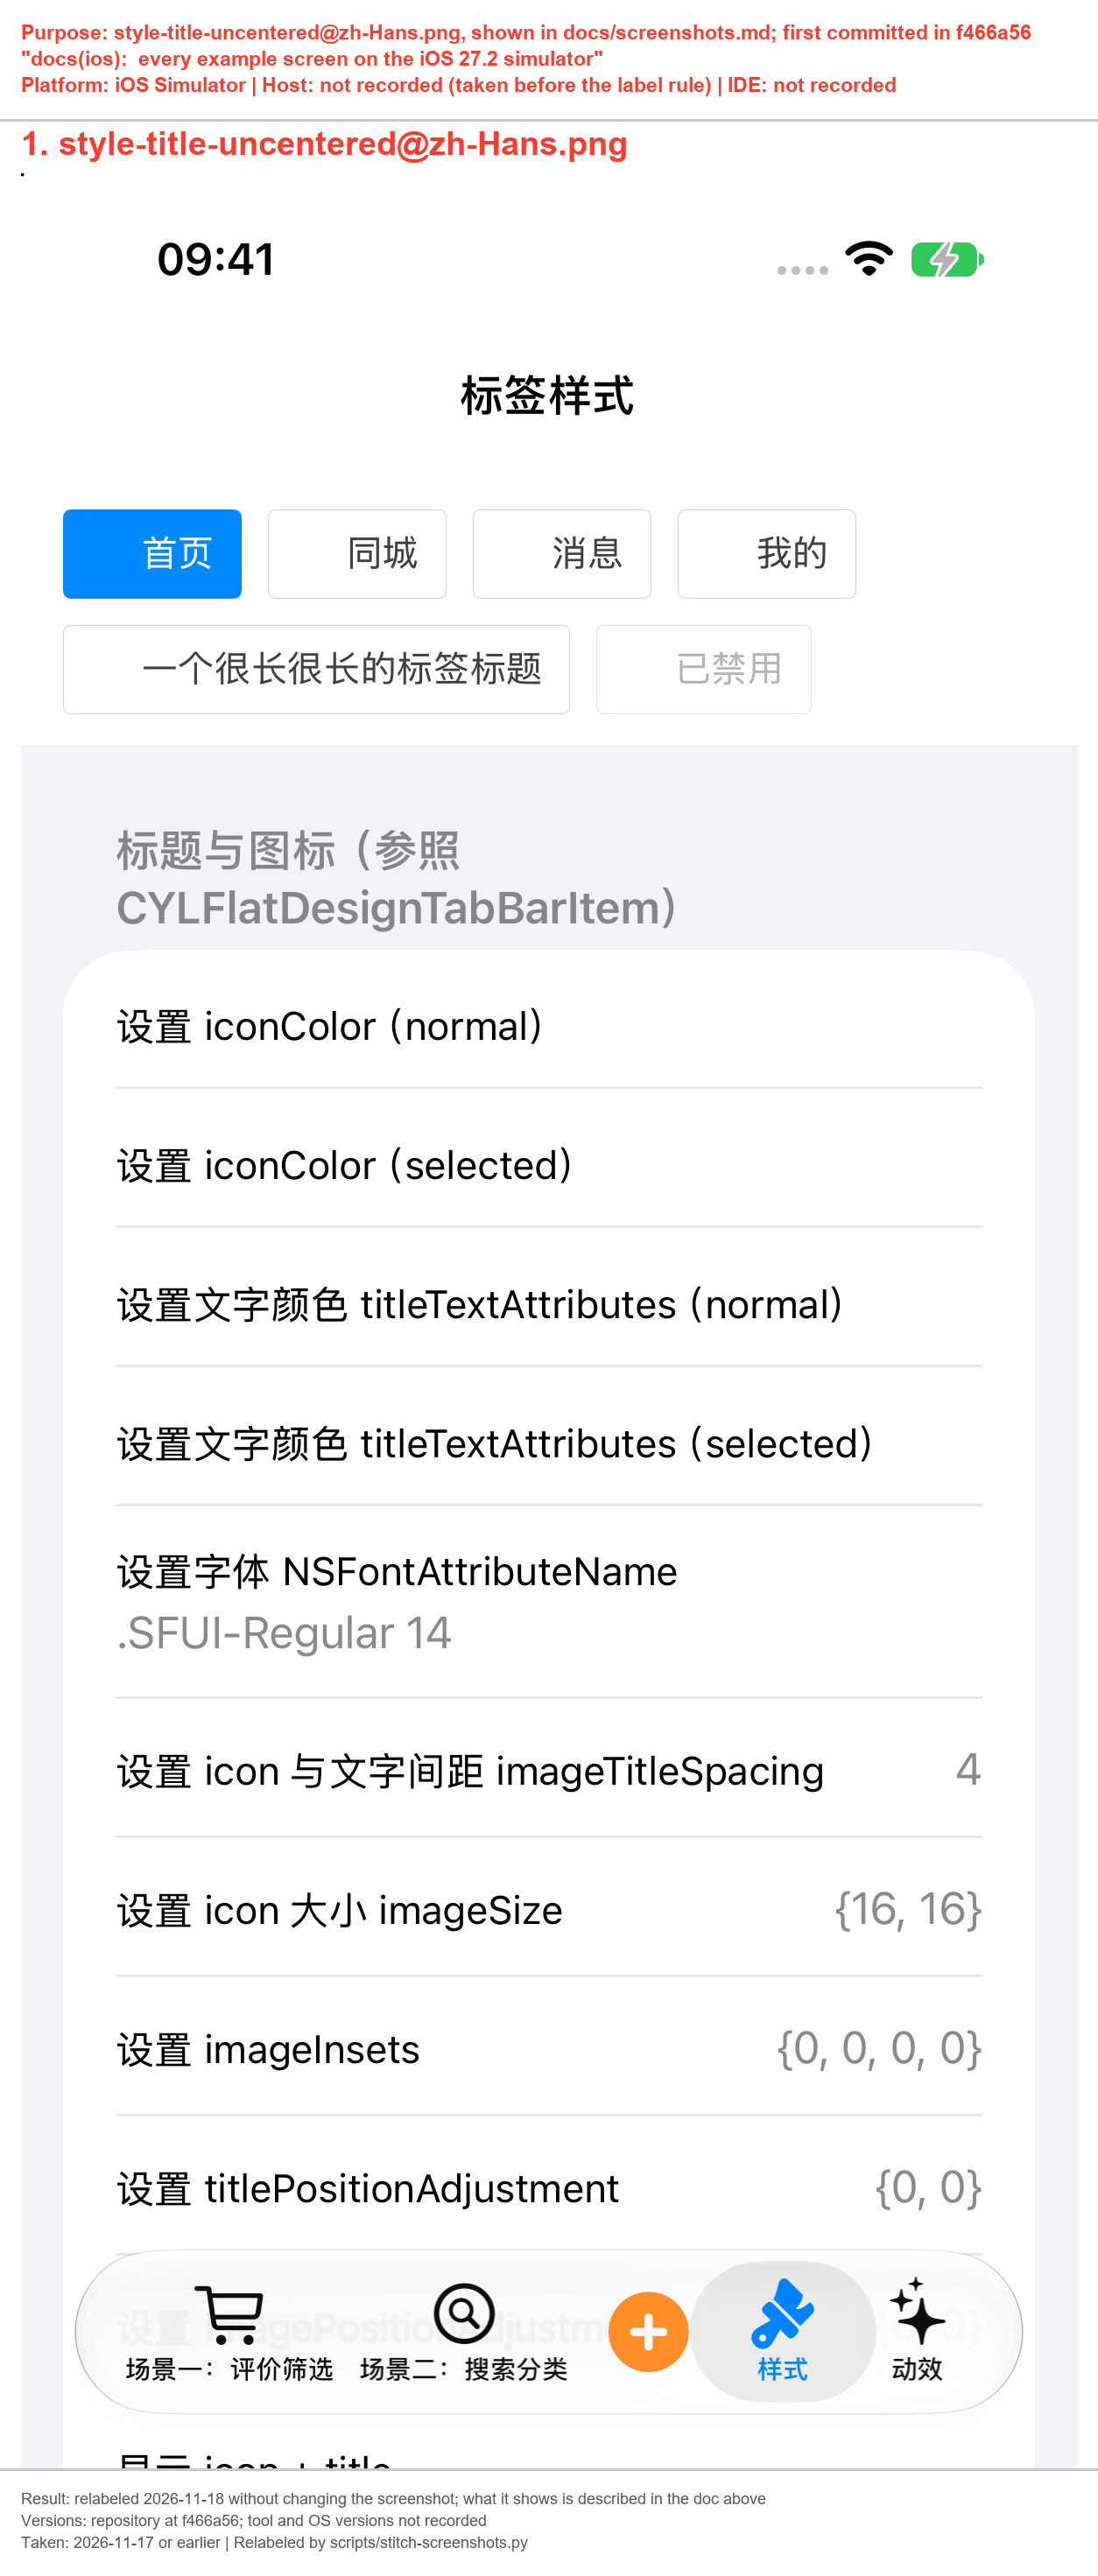 Purpose: style-title-uncentered@zh-Hans.png, shown in docs/screenshots.md; first committed in f466a56
"docs(ios):  every example screen on the iOS 27.2 simulator"
Platform: iOS Simulator | Host: not recorded (taken before the label rule) | IDE: not recorded
1. style-title-uncentered@zh-Hans.png
09:41
标签样式
首页 同城 消息 我的
一个很长很长的标签标题 已禁用
标题与图标（参照
CYLFlatDesignTabBarItem）
设置 iconColor（normal）
设置 iconColor（selected）
设置文字颜色 titleTextAttributes（normal）
设置文字颜色 titleTextAttributes（selected）
设置字体 NSFontAttributeName
.SFUI-Regular 14
设置 icon 与文字间距 imageTitleSpacing 4
设置 icon 大小 imageSize {16, 16}
设置 imageInsets {0, 0, 0, 0}
设置 titlePositionAdjustment {0, 0}
场景一：评价筛选 场景二：搜索分类 样式 动效
显示 icon + title
Result: relabeled 2026-11-18 without changing the screenshot; what it shows is described in the doc above
Versions: repository at f466a56; tool and OS versions not recorded
Taken: 2026-11-17 or earlier | Relabeled by scripts/stitch-screenshots.py